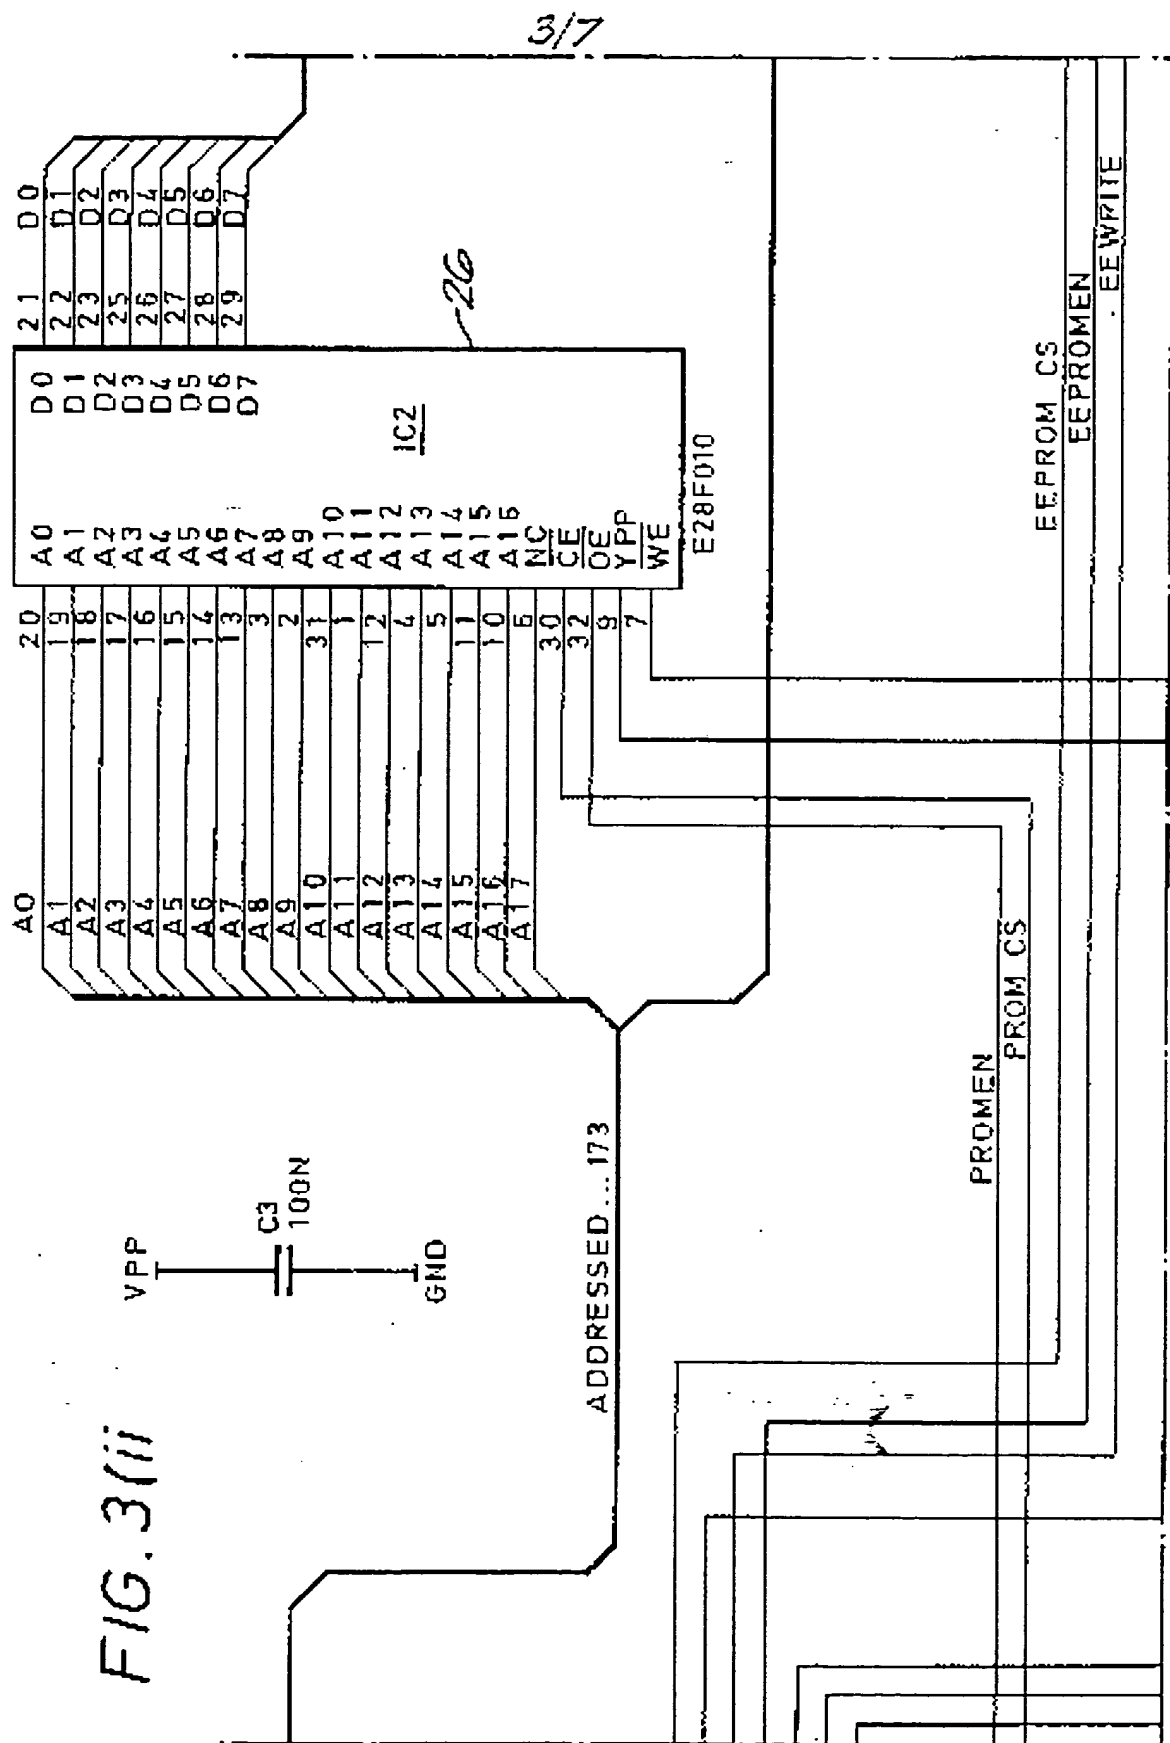 3/7
FIG. 3(ii
VPP
C3
100N
GND
ADDRESSED...173
A0
A1
A2
A3
A4
A5
A6
A7
A8
A9
A10
A11
A12
A13
A14
A15
A16
A17
20
19
18
17
16
15
14
13
3
2
31
1
12
4
5
11
10
6
30
32
9
7
A0
A1
A2
A3
A4
A5
A6
A7
A8
A9
A10
A11
A12
A13
A14
A15
A16
NC
CE
OE
VPP
WE
IC2
E28F010
26
D0
D1
D2
D3
D4
D5
D6
D7
21
22
23
25
26
27
28
29
D0
D1
D2
D3
D4
D5
D6
D7
PROMEN
PROM CS
EEPROM CS
EEPROMEN
EEWRITE